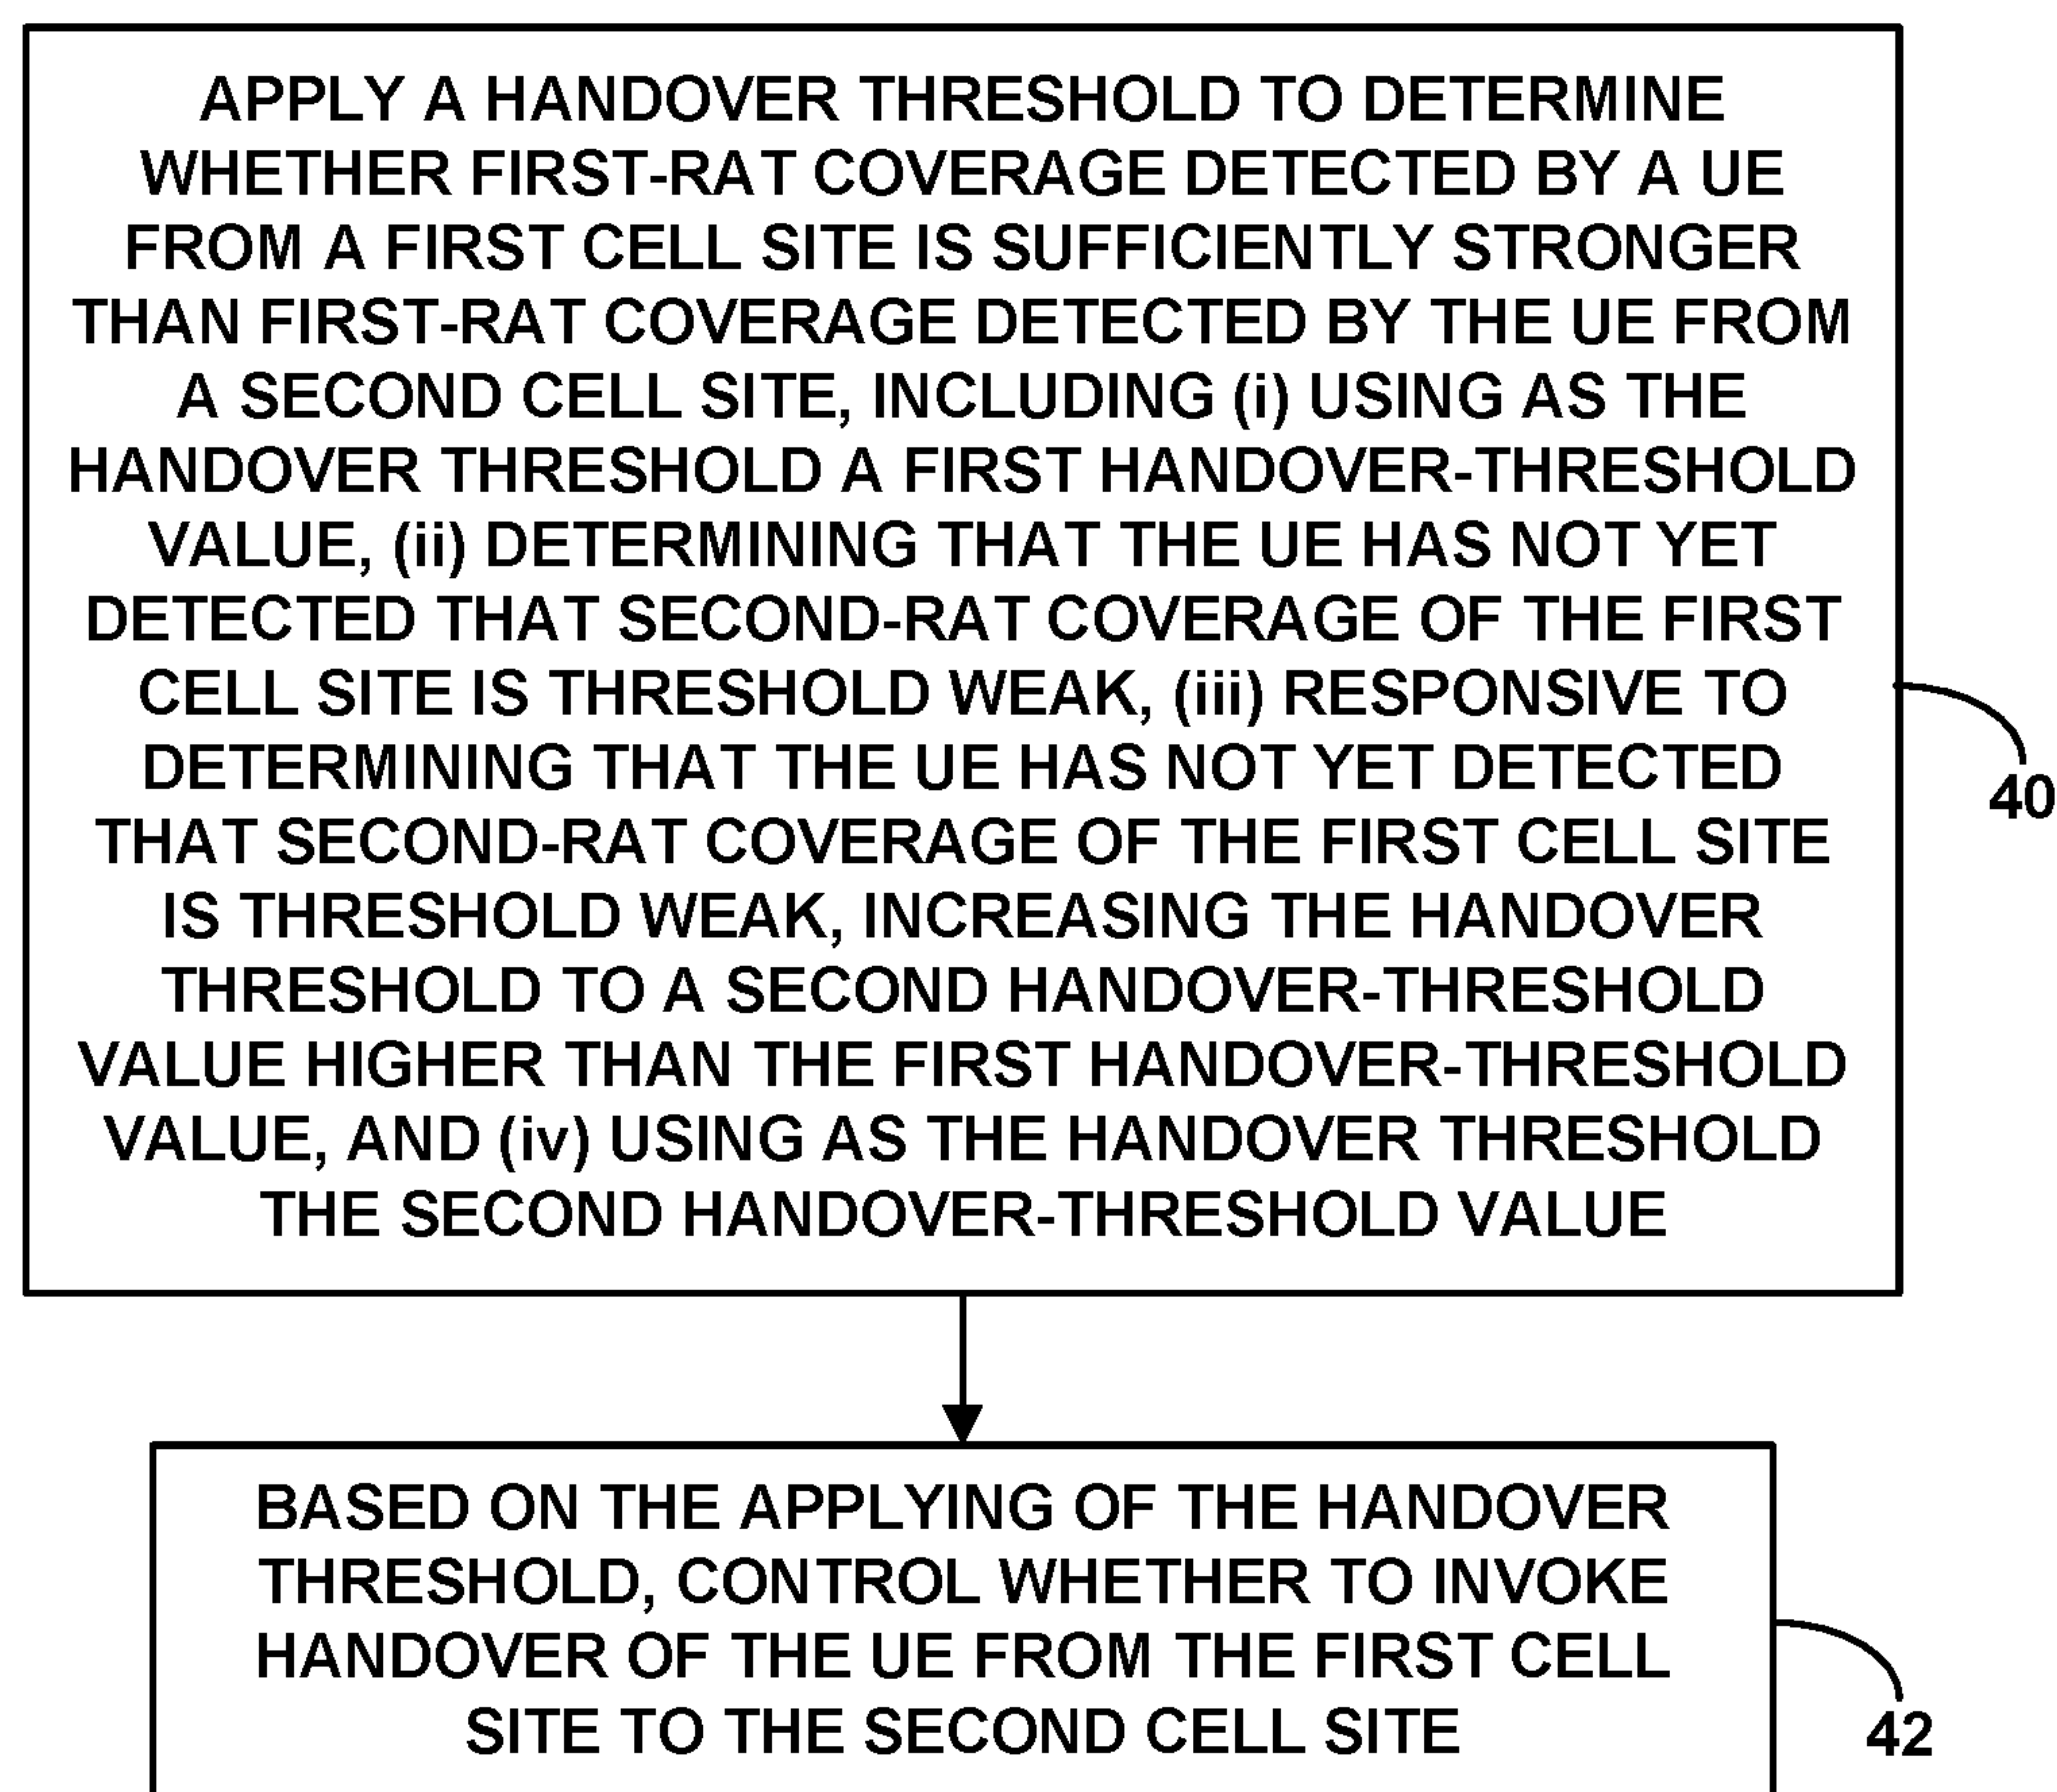 APPLY A HANDOVER THRESHOLD TO DETERMINE
WHETHER FIRST-RAT COVERAGE DETECTED BY A UE
FROM A FIRST CELL SITE IS SUFFICIENTLY STRONGER
THAN FIRST-RAT COVERAGE DETECTED BY THE UE FROM
A SECOND CELL SITE, INCLUDING (i) USING AS THE
HANDOVER THRESHOLD A FIRST HANDOVER-THRESHOLD
VALUE, (ii) DETERMINING THAT THE UE HAS NOT YET
DETECTED THAT SECOND-RAT COVERAGE OF THE FIRST
CELL SITE IS THRESHOLD WEAK, (iii) RESPONSIVE TO
DETERMINING THAT THE UE HAS NOT YET DETECTED
THAT SECOND-RAT COVERAGE OF THE FIRST CELL SITE
IS THRESHOLD WEAK, INCREASING THE HANDOVER
THRESHOLD TO A SECOND HANDOVER-THRESHOLD
VALUE HIGHER THAN THE FIRST HANDOVER-THRESHOLD
VALUE, AND (iv) USING AS THE HANDOVER THRESHOLD
THE SECOND HANDOVER-THRESHOLD VALUE
40
BASED ON THE APPLYING OF THE HANDOVER
THRESHOLD, CONTROL WHETHER TO INVOKE
HANDOVER OF THE UE FROM THE FIRST CELL
SITE TO THE SECOND CELL SITE
42